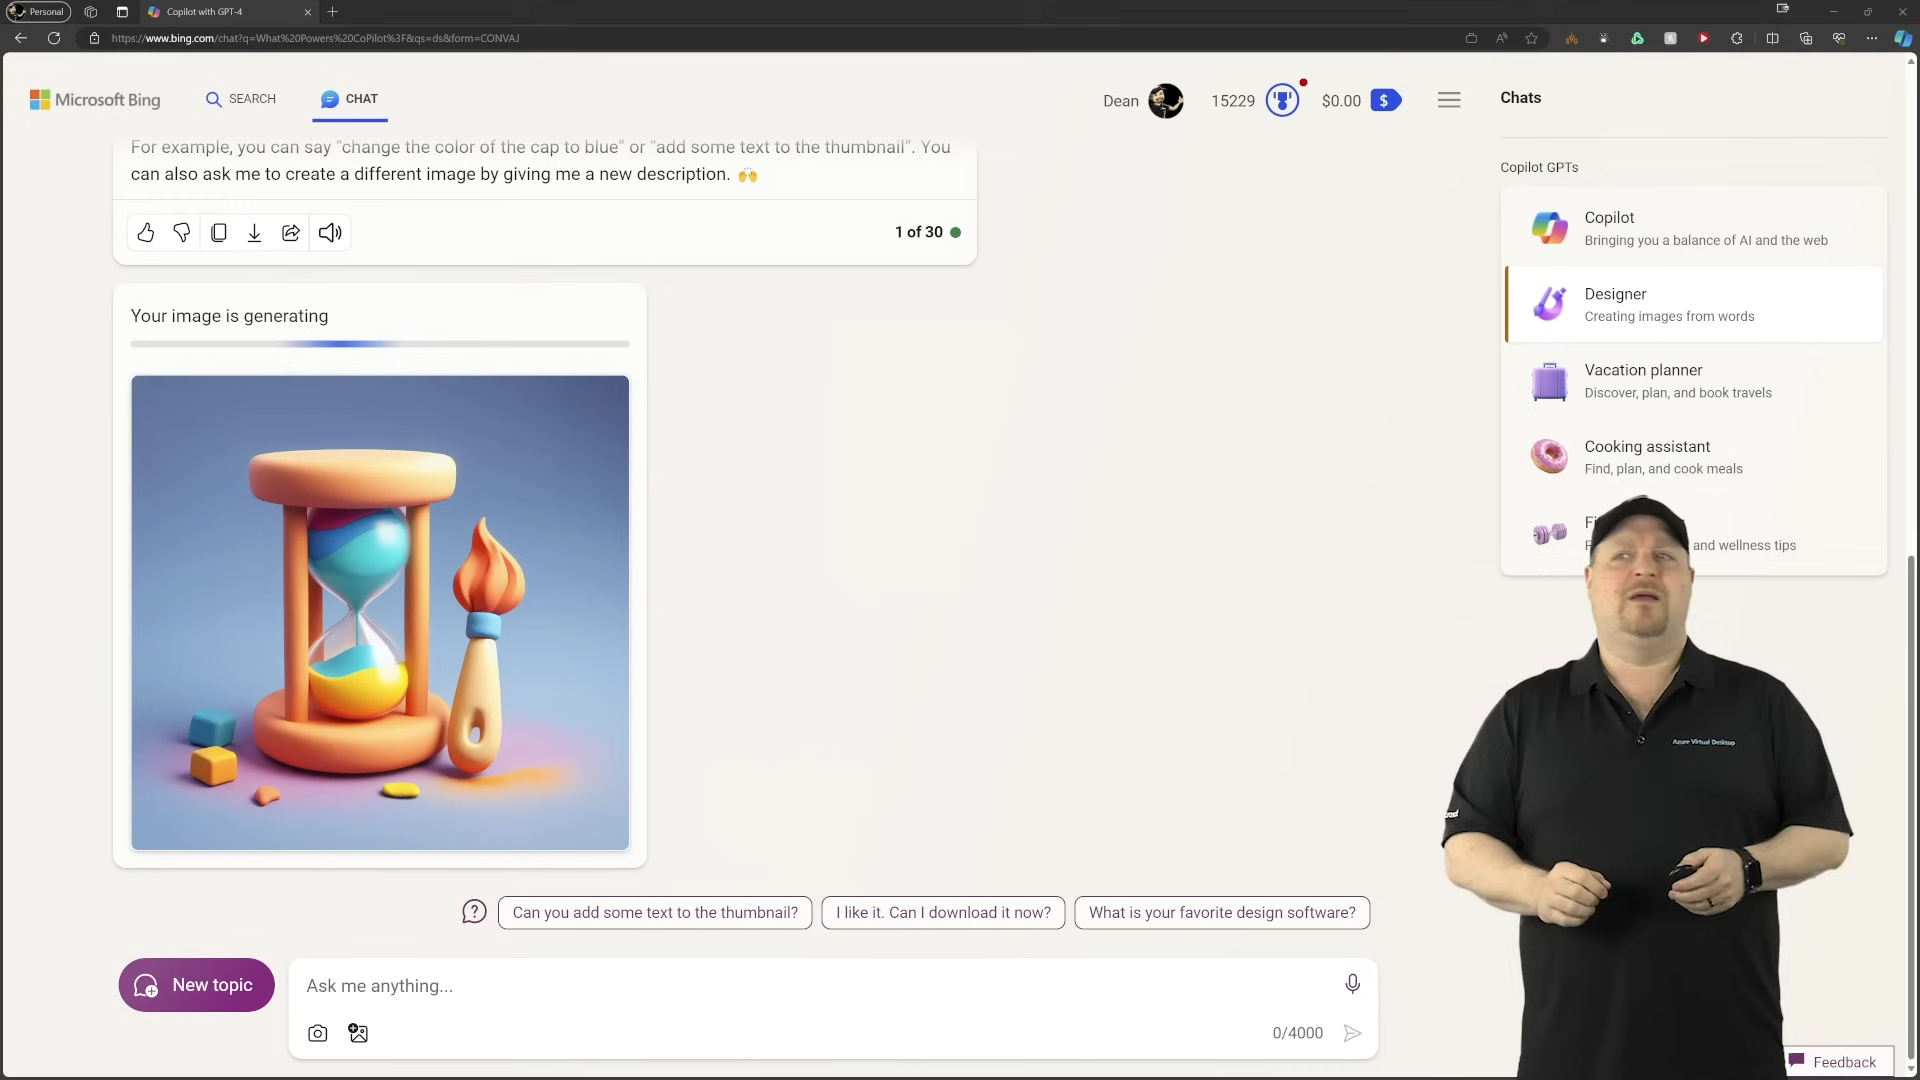 Personal
Copilot with GPT-4
https://www.bing.com/chat?q=What%20Powers%20CoPilot%3F&qs=ds&form=CONVAJ
Microsoft Bing
SEARCH
CHAT
Dean
15229
$0.00
$
For example, you can say “change the color of the cap to blue” or “add some text to the thumbnail”. You
can also ask me to create a different image by giving me a new description.
1 of 30
Your image is generating
Can you add some text to the thumbnail?
I like it. Can I download it now?
What is your favorite design software?
New topic
Ask me anything...
0/4000
Chats
Copilot GPTs
Copilot
Bringing you a balance of AI and the web
Designer
Creating images from words
Vacation planner
Discover, plan, and book travels
Cooking assistant
Find, plan, and cook meals
and wellness tips
Azure Virtual Desktop
Feedback